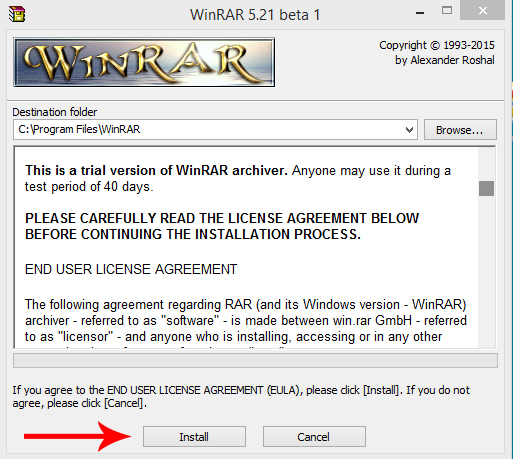 WinRAR 5.21 beta 1
WINRAR
Copyright © 1993-2015
by Alexander Roshal
Destination folder
C:\Program Files\WinRAR
Browse...
This is a trial version of WinRAR archiver. Anyone may use it during a
test period of 40 days.
PLEASE CAREFULLY READ THE LICENSE AGREEMENT BELOW
BEFORE CONTINUING THE INSTALLATION PROCESS.
END USER LICENSE AGREEMENT
The following agreement regarding RAR (and its Windows version - WinRAR)
archiver - referred to as "software" - is made between win.rar GmbH - referred
to as "licensor" - and anyone who is installing, accessing or in any other
If you agree to the END USER LICENSE AGREEMENT (EULA), please click [Install]. If you do not
agree, please click [Cancel].
Install
Cancel